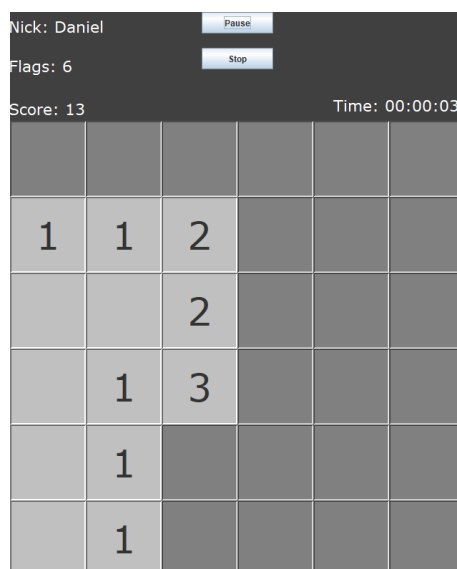 Nick: Daniel Pause
Flags: 6 Stop
Score: 13 Time: 00:00:03
1 1 2
2
1 3
1
1